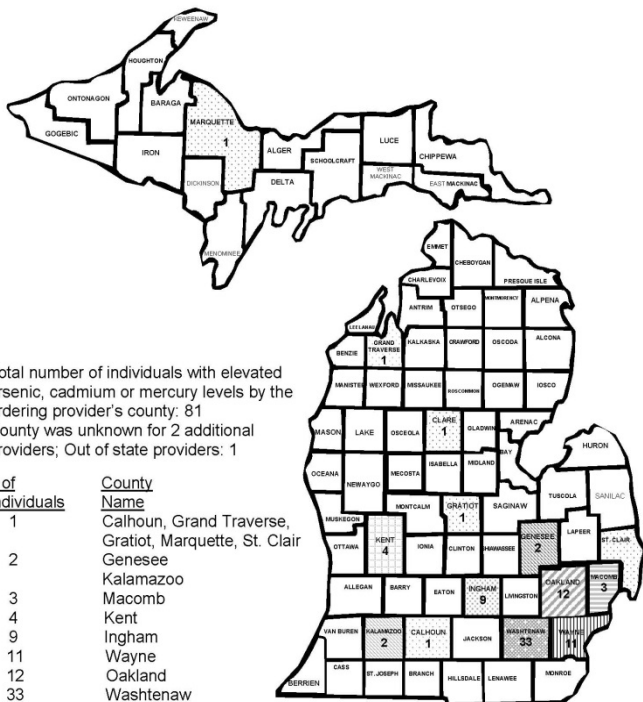 KEWEENAW
HOUGHTON
ONTONAGON
BARAGA
MARQUETTE
GOGEBIC
1
LUCE
IRON
ALGER
CHIPPEWA
SCHOOLCRAFT
WEST
MACKINAC
DICKINSON
DELTA
EAST MACKINAC
MENOMINEE
EMMET
CHEBOYGAN
PRESQUE ISLE
CHARLEVOIX
ANTRIM
OTSEGO
MONTMORENCY
ALPENA
LEELANAU
BENZIE
GRAND
TRAVERSE
1
KALKASKA
CRAWFORD
OSCODA
ALCONA
MANISTEE
WEXFORD
MISSAUKEE
ROSCOMMON
OGEMAW
IOSCO
MASON
LAKE
OSCEOLA
CLARE
1
GLADWIN
ARENAC
HURON
BAY
OCEANA
NEWAYGO
MECOSTA
ISABELLA
MIDLAND
TUSCOLA
SANILAC
MUSKEGON
MONTCALM
GRATIOT
1
SAGINAW
LAPEER
ST. CLAIR
OTTAWA
KENT
4
IONIA
CLINTON
SHIAWASSEE
GENESEE
2
ALLEGAN
BARRY
EATON
INGHAM
9
LIVINGSTON
OAKLAND
12
MACOMB
3
VAN BUREN
KALAMAZOO
2
CALHOUN
1
JACKSON
WASHTENAW
33
WAYNE
11
BERRIEN
CASS
ST. JOSEPH
BRANCH
HILLSDALE
LENAWEE
MONROE
otal number of individuals with elevated
rsenic, cadmium or mercury levels by the
rdering provider's county: 81
ounty was unknown for 2 additional
roviders; Out of state providers: 1
of County
ndividuals Name
1 Calhoun, Grand Traverse,
Gratiot, Marquette, St. Clair
2 Genesee
Kalamazoo
3 Macomb
4 Kent
9 Ingham
11 Wayne
12 Oakland
33 Washtenaw